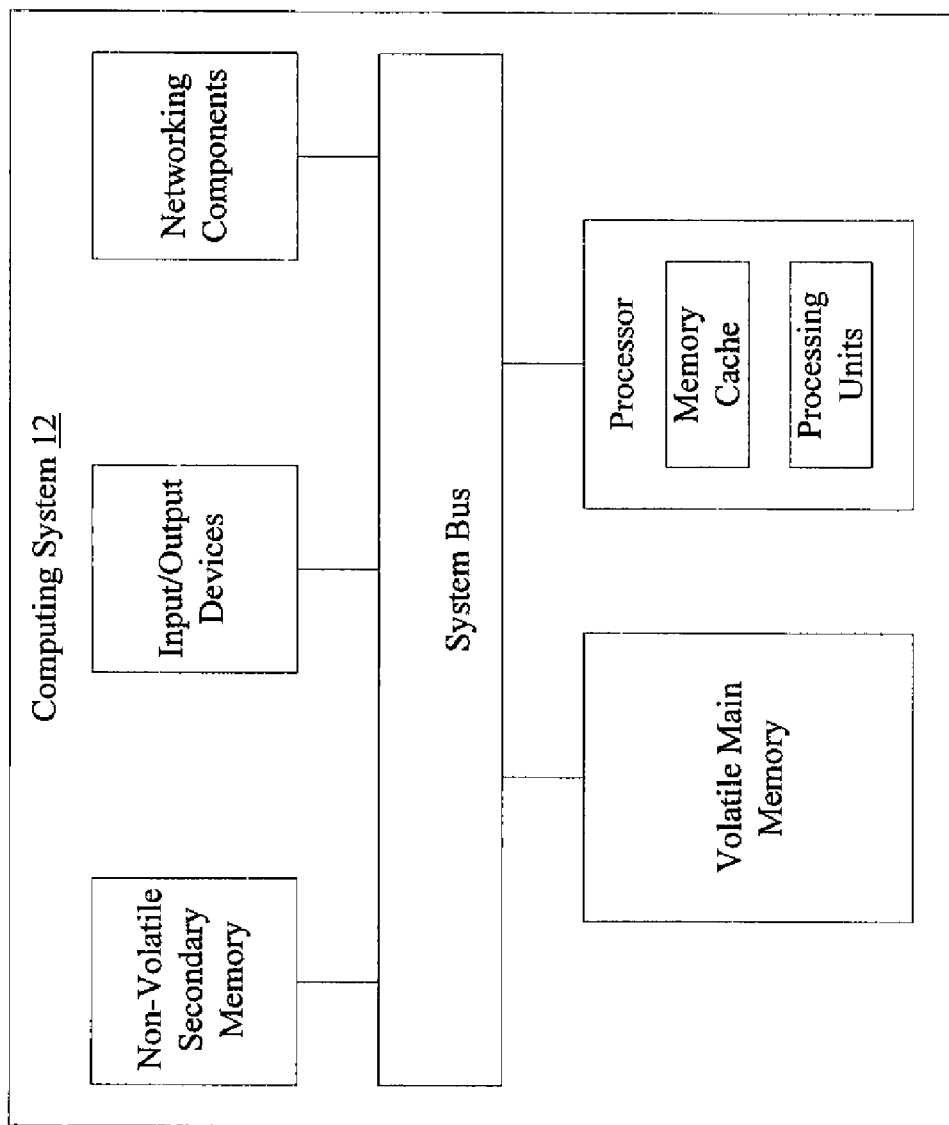 Computing System 12
Non-Volatile
Secondary
Memory
Input/Output
Devices
Networking
Components
System Bus
Volatile Main
Memory
Processor
Memory
Cache
Processing
Units